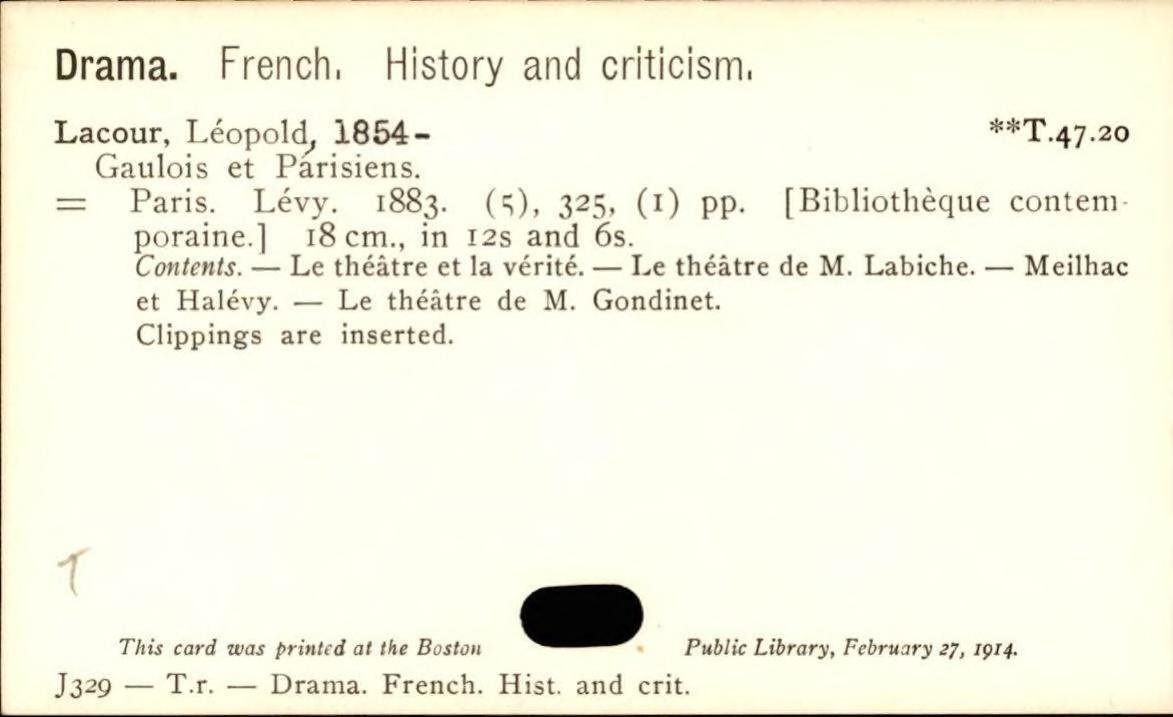 Drama. French. History and criticism.
Lacour, Léopold, 1854- **T.47.20
Gaulois et Parisiens.
= Paris. Lévy. 1883. (5), 325, (1) pp. [Bibliothèque contem-
poraine.] 18 cm., in 12s and 6s.
Contents. — Le théâtre et la vérité. — Le théâtre de M. Labiche. — Meilhac
et Halévy. — Le théâtre de M. Gondinet.
Clippings are inserted.
T
This card was printed at the Boston Public Library, February 27, 1914.
J329 — T.r. — Drama. French. Hist. and crit.